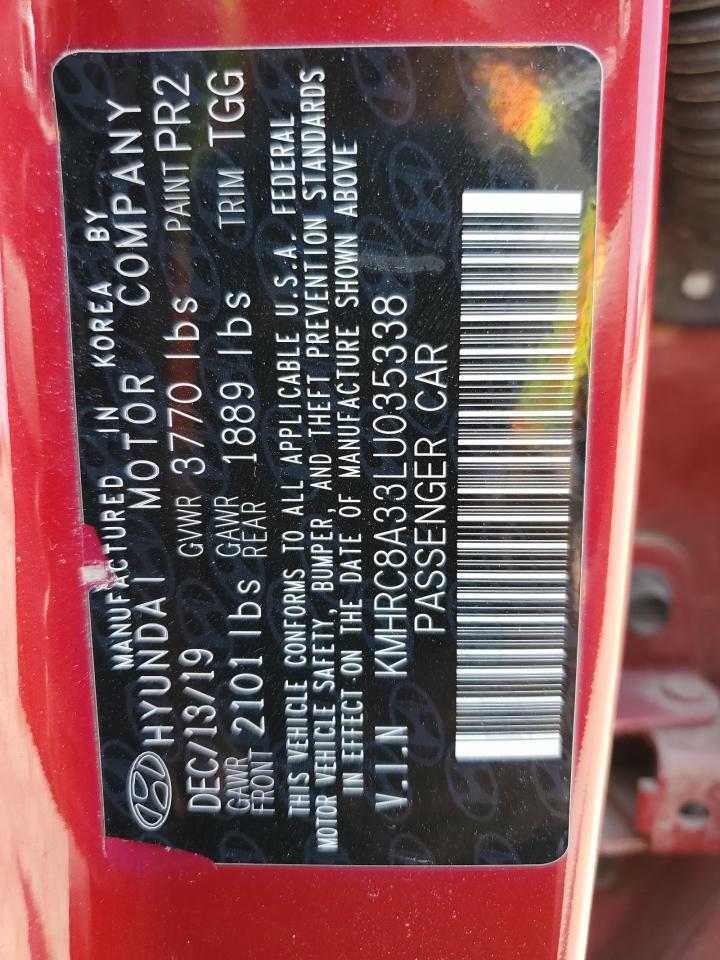 MANUFACTURED IN KOREA BY
HYUNDAI MOTOR COMPANY
DEC/13/19 GVWR 3770 lbs PAINT PR2
GAWR FRONT 2101 lbs GAWR REAR 1889 lbs TRIM TGG
THIS VEHICLE CONFORMS TO ALL APPLICABLE U.S.A. FEDERAL
MOTOR VEHICLE SAFETY, BUMPER, AND THEFT PREVENTION STANDARDS
IN EFFECT ON THE DATE OF MANUFACTURE SHOWN ABOVE
V.I.N KMHRC8A33LU035338
PASSENGER CAR